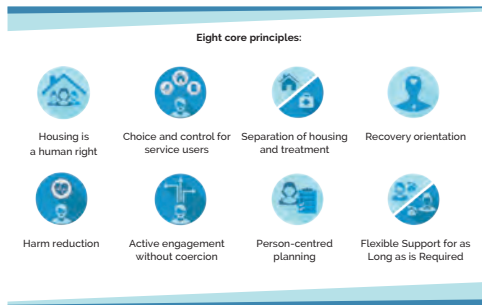 Eight core principles:
Housing is
a human right
Choice and control for
service users
Separation of housing
and treatment
Recovery orientation
Harm reduction
Active engagement
without coercion
Person-centred
planning
Flexible Support for as
Long as is Required